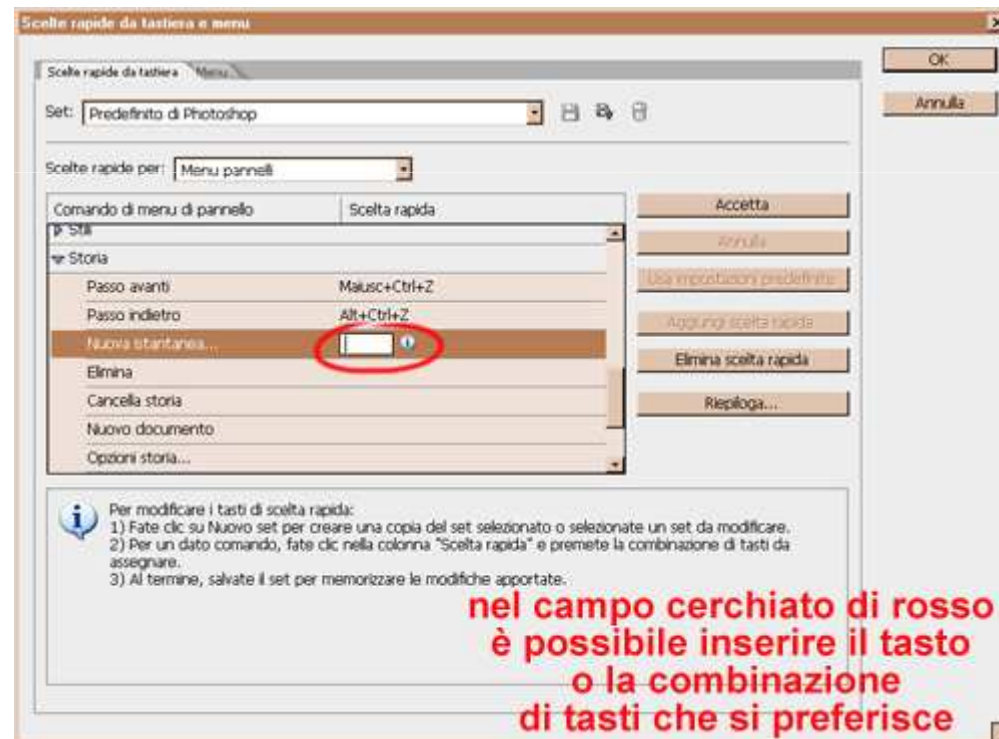 Scelte rapide da tastiera e menu
OK
Scelte rapide da tastiera Menu
Set: Predefinito di Photoshop
Annulla
Scelte rapide per: Menu pannelli
Comando di menu di pannello Scelta rapida
Accetta
Stili
Annulla
Storia
Usa impostazioni predefinite
Passo avanti Maiusc+Ctrl+Z
Passo indietro Alt+Ctrl+Z
Aggiungi scelta rapida
Nuova istantanea...
Elimina scelta rapida
Elimina
Cancella storia
Riepiloga...
Nuovo documento
Opzioni storia...
Per modificare i tasti di scelta rapida:
1) Fate clic su Nuovo set per creare una copia del set selezionato o selezionate un set da modificare.
2) Per un dato comando, fate clic nella colonna "Scelta rapida" e premete la combinazione di tasti da
assegnare.
3) Al termine, salvate il set per memorizzare le modifiche apportate.
nel campo cerchiato di rosso
è possibile inserire il tasto
o la combinazione
di tasti che si preferisce